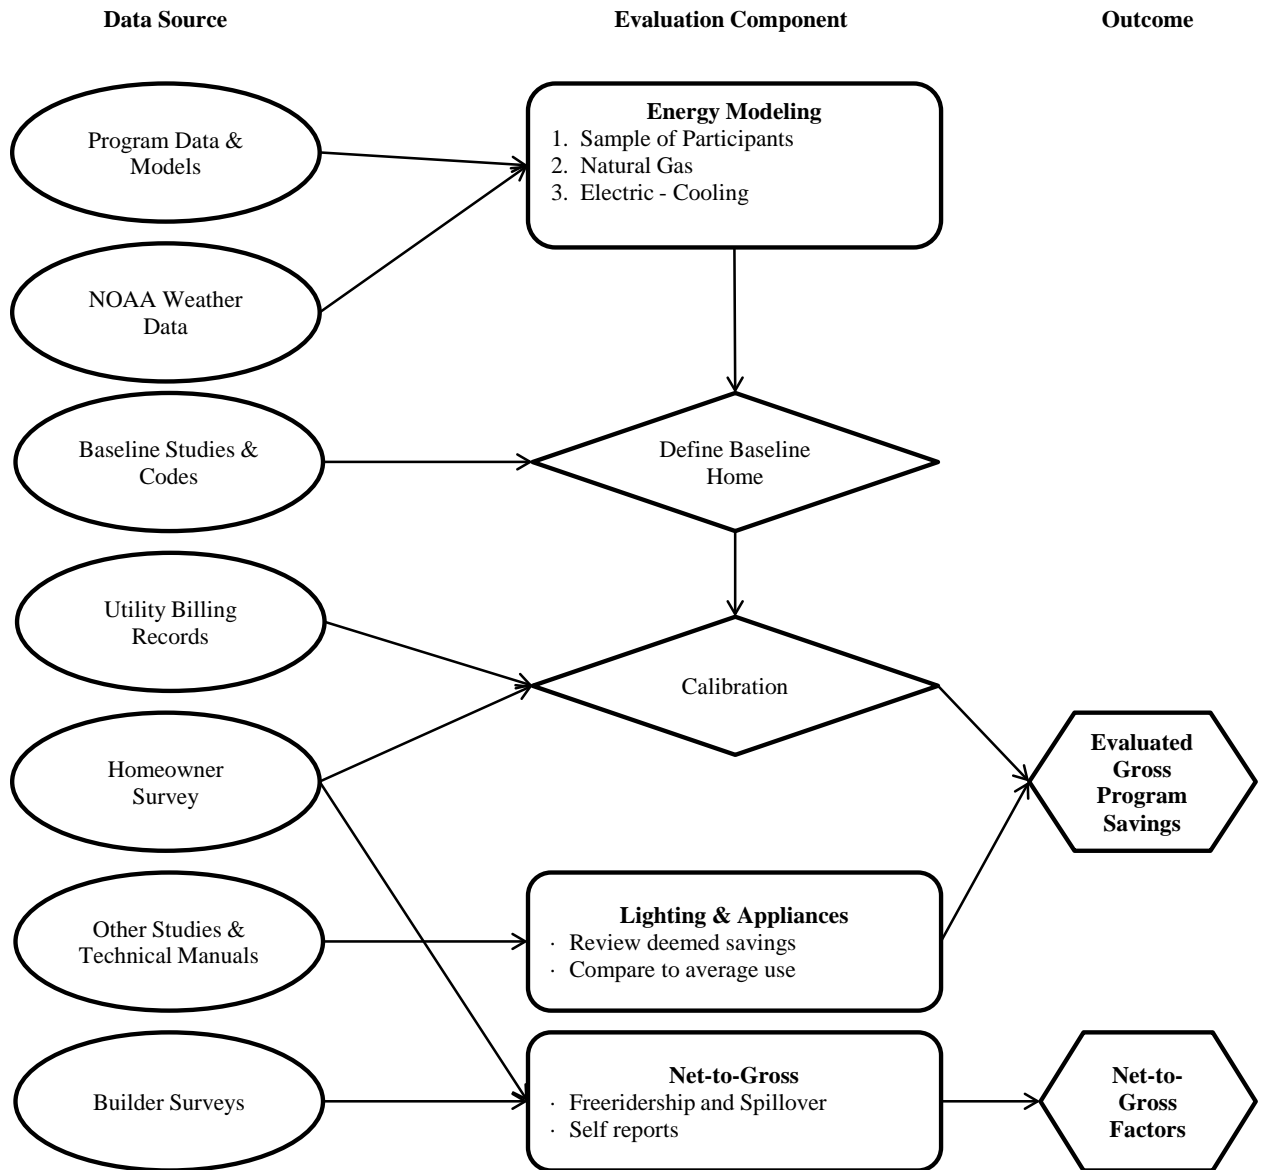 Data Source
Evaluation Component
Outcome
Program Data &
Models
NOAA Weather
Data
Baseline Studies &
Codes
Utility Billing
Records
Homeowner
Survey
Other Studies &
Technical Manuals
Builder Surveys
Energy Modeling
1. Sample of Participants
2. Natural Gas
3. Electric - Cooling
Define Baseline
Home
Calibration
Lighting & Appliances
· Review deemed savings
· Compare to average use
Net-to-Gross
· Freeridership and Spillover
· Self reports
Evaluated
Gross
Program
Savings
Net-to-
Gross
Factors